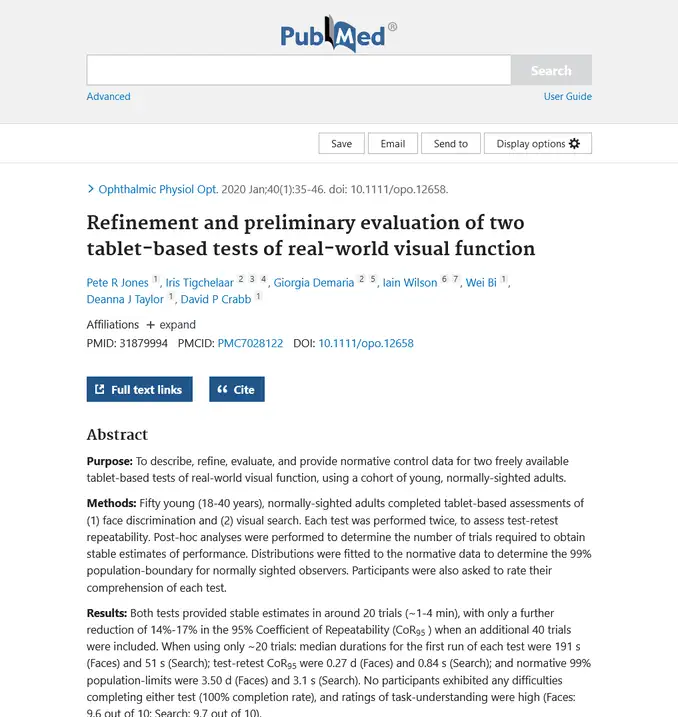 PubMed®
Search
Advanced
User Guide
Save
Email
Send to
Display options
Ophthalmic Physiol Opt. 2020 Jan;40(1):35-46. doi: 10.1111/opo.12658.
Refinement and preliminary evaluation of two
tablet-based tests of real-world visual function
Pete R Jones 1, Iris Tigchelaar 2 3 4, Giorgia Demaria 2 5, Iain Wilson 6 7, Wei Bi 1,
Deanna J Taylor 1, David P Crabb 1
Affiliations + expand
PMID: 31879994 PMCID: PMC7028122 DOI: 10.1111/opo.12658
Full text links
Cite
Abstract
Purpose: To describe, refine, evaluate, and provide normative control data for two freely available
tablet-based tests of real-world visual function, using a cohort of young, normally-sighted adults.
Methods: Fifty young (18-40 years), normally-sighted adults completed tablet-based assessments of
(1) face discrimination and (2) visual search. Each test was performed twice, to assess test-retest
repeatability. Post-hoc analyses were performed to determine the number of trials required to obtain
stable estimates of performance. Distributions were fitted to the normative data to determine the 99%
population-boundary for normally sighted observers. Participants were also asked to rate their
comprehension of each test.
Results: Both tests provided stable estimates in around 20 trials (~1-4 min), with only a further
reduction of 14%-17% in the 95% Coefficient of Repeatability (CoR95 ) when an additional 40 trials
were included. When using only ~20 trials: median durations for the first run of each test were 191 s
(Faces) and 51 s (Search); test-retest CoR95 were 0.27 d (Faces) and 0.84 s (Search); and normative 99%
population-limits were 3.50 d (Faces) and 3.1 s (Search). No participants exhibited any difficulties
completing either test (100% completion rate), and ratings of task-understanding were high (Faces:
9.6 out of 10; Search: 9.7 out of 10).